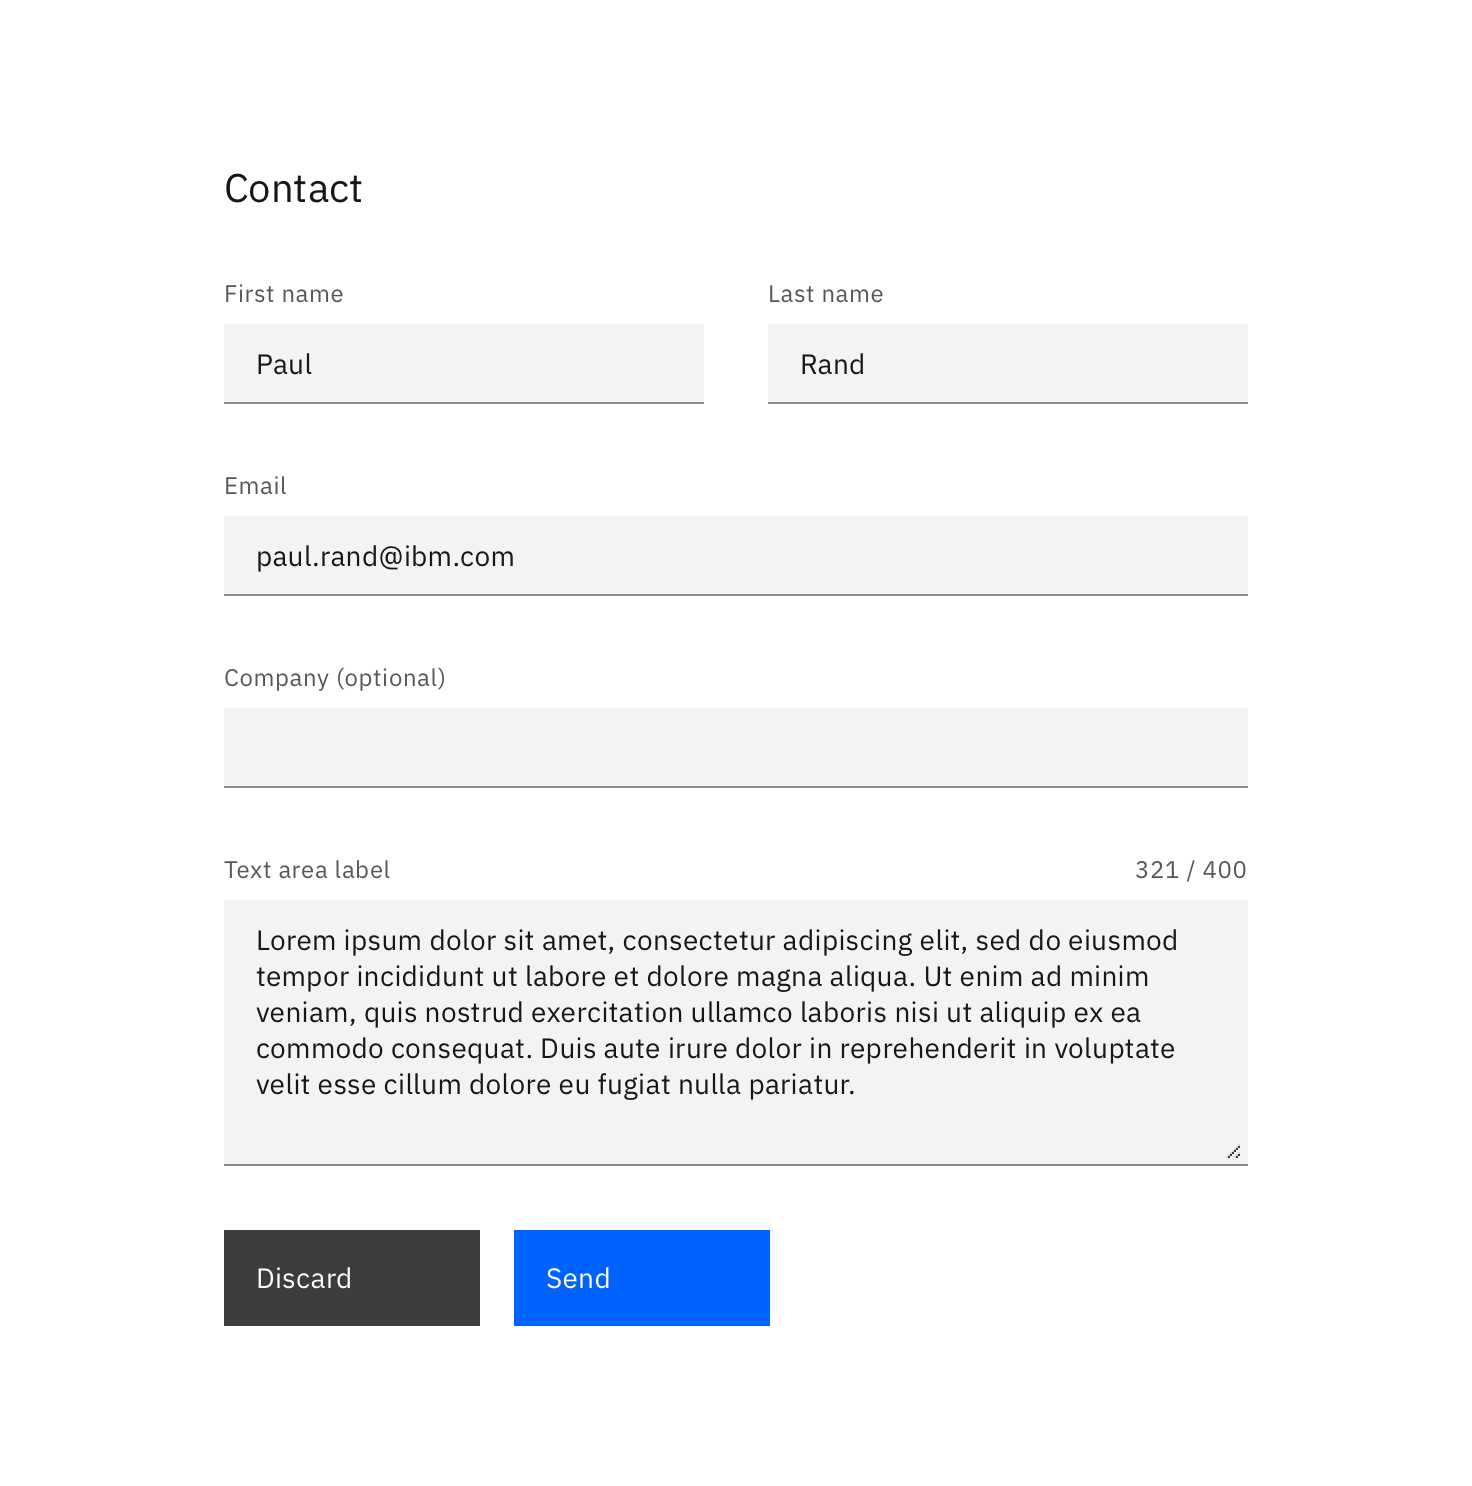 Contact
First name
Last name
Paul
Rand
Email
paul.rand@ibm.com
Company (optional)
Text area label
321 / 400
Lorem ipsum dolor sit amet, consectetur adipiscing elit, sed do eiusmod
tempor incididunt ut labore et dolore magna aliqua. Ut enim ad minim
veniam, quis nostrud exercitation ullamco laboris nisi ut aliquip ex ea
commodo consequat. Duis aute irure dolor in reprehenderit in voluptate
velit esse cillum dolore eu fugiat nulla pariatur.
Discard
Send